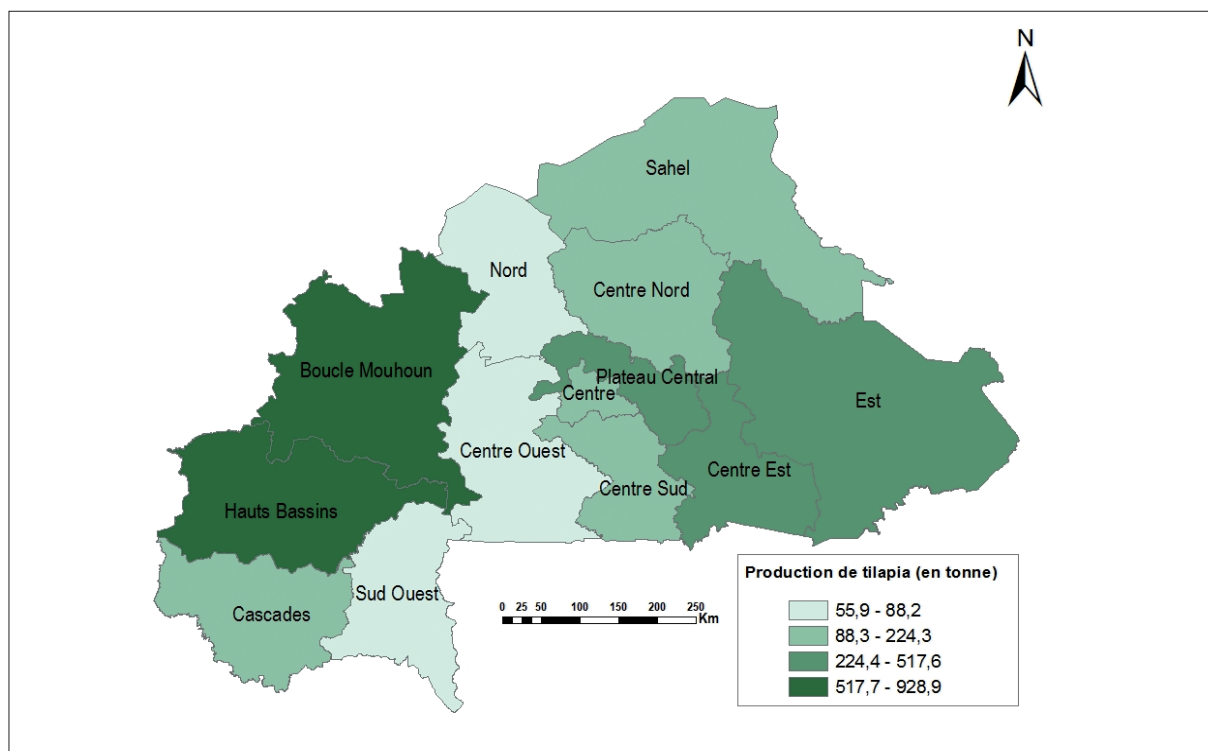 N
Sahel
Nord
Centre Nord
Boucle Mouhoun
Plateau Central
Centre
Est
Centre Ouest
Centre Est
Centre Sud
Hauts Bassins
Sud Ouest
Cascades
0 25 50 100 150 200 250
Km
Production de tilapia (en tonne)
55,9 - 88,2
88,3 - 224,3
224,4 - 517,6
517,7 - 928,9